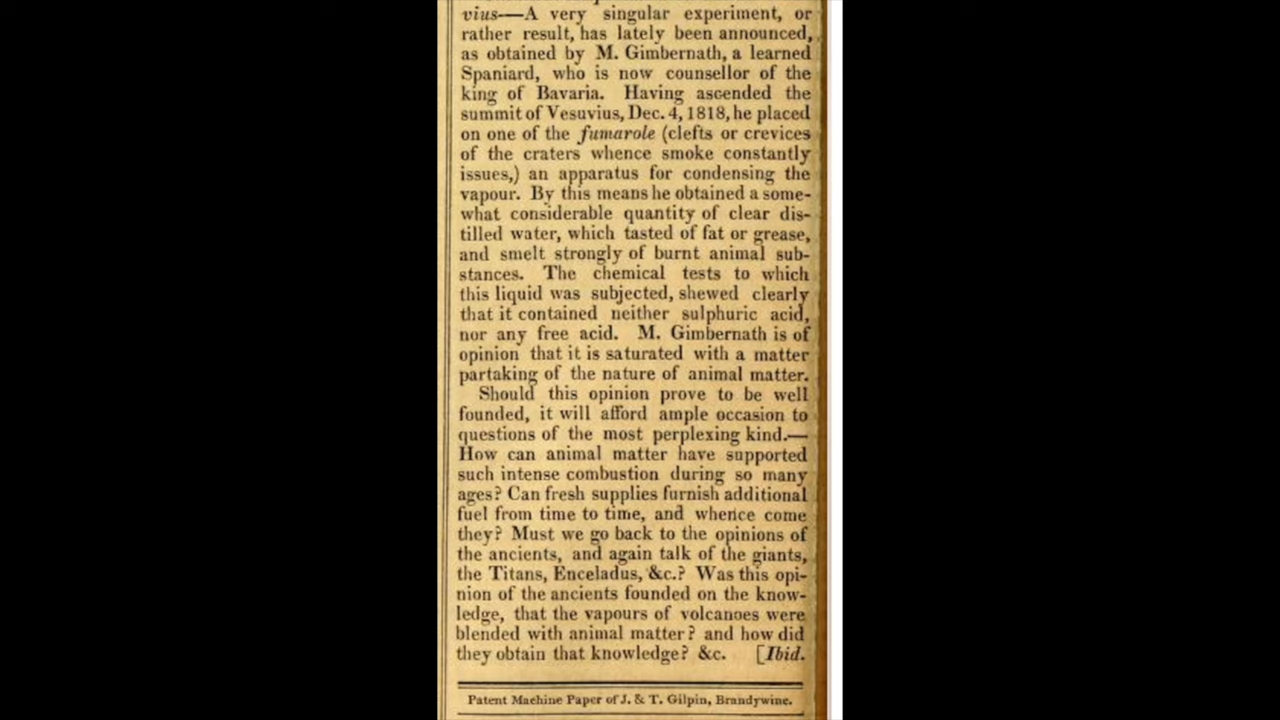 vius—A very singular experiment, or
rather result, has lately been announced,
as obtained by M. Gimbernath, a learned
Spaniard, who is now counsellor of the
king of Bavaria. Having ascended the
summit of Vesuvius, Dec. 4, 1818, he placed
on one of the fumarole (clefts or crevices
of the craters whence smoke constantly
issues,) an apparatus for condensing the
vapour. By this means he obtained a some-
what considerable quantity of clear dis-
tilled water, which tasted of fat or grease,
and smelt strongly of burnt animal sub-
stances. The chemical tests to which
this liquid was subjected, shewed clearly
that it contained neither sulphuric acid,
nor any free acid. M. Gimbernath is of
opinion that it is saturated with a matter
partaking of the nature of animal matter.
Should this opinion prove to be well
founded, it will afford ample occasion to
questions of the most perplexing kind.—
How can animal matter have supported
such intense combustion during so many
ages? Can fresh supplies furnish additional
fuel from time to time, and whence come
they? Must we go back to the opinions of
the ancients, and again talk of the giants,
the Titans, Enceladus, &c.? Was this opi-
nion of the ancients founded on the know-
ledge, that the vapours of volcanoes were
blended with animal matter? and how did
they obtain that knowledge? &c. [Ibid.
Patent Machine Paper of J. & T. Gilpin, Brandywine.